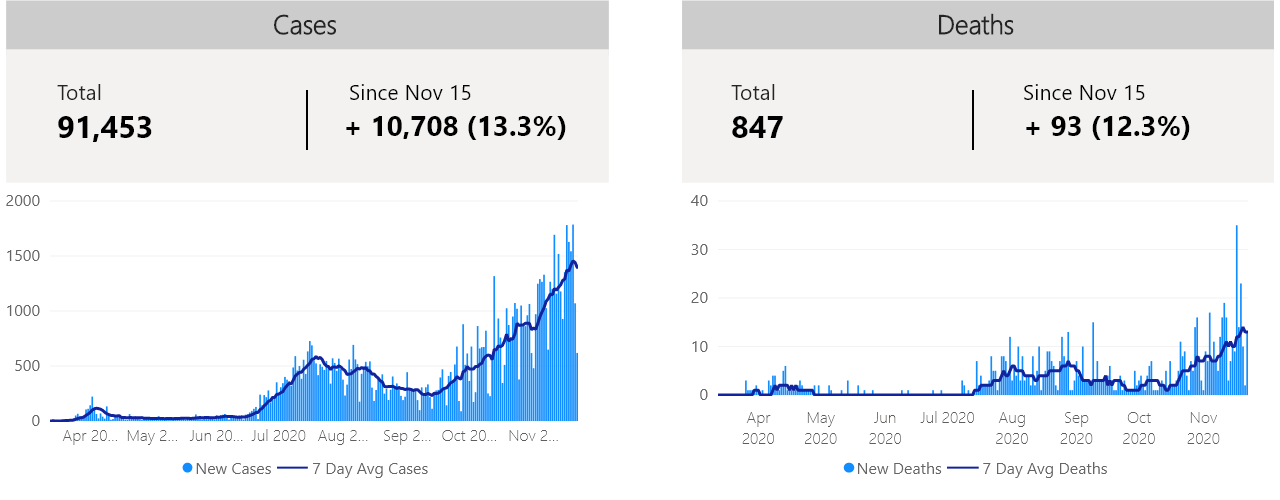 Cases
Total
91,453
Since Nov 15
+ 10,708 (13.3%)
2000
1500
1000
500
0
Apr 20... May 2... Jun 20... Jul 2020 Aug 2... Sep 2... Oct 20... Nov 2...
New Cases 7 Day Avg Cases
Deaths
Total
847
Since Nov 15
+ 93 (12.3%)
40
30
20
10
0
Apr 2020 May 2020 Jun 2020 Jul 2020 Aug 2020 Sep 2020 Oct 2020 Nov 2020
New Deaths 7 Day Avg Deaths